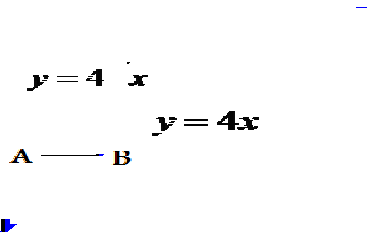 y = 4 x
y = 4x
A B